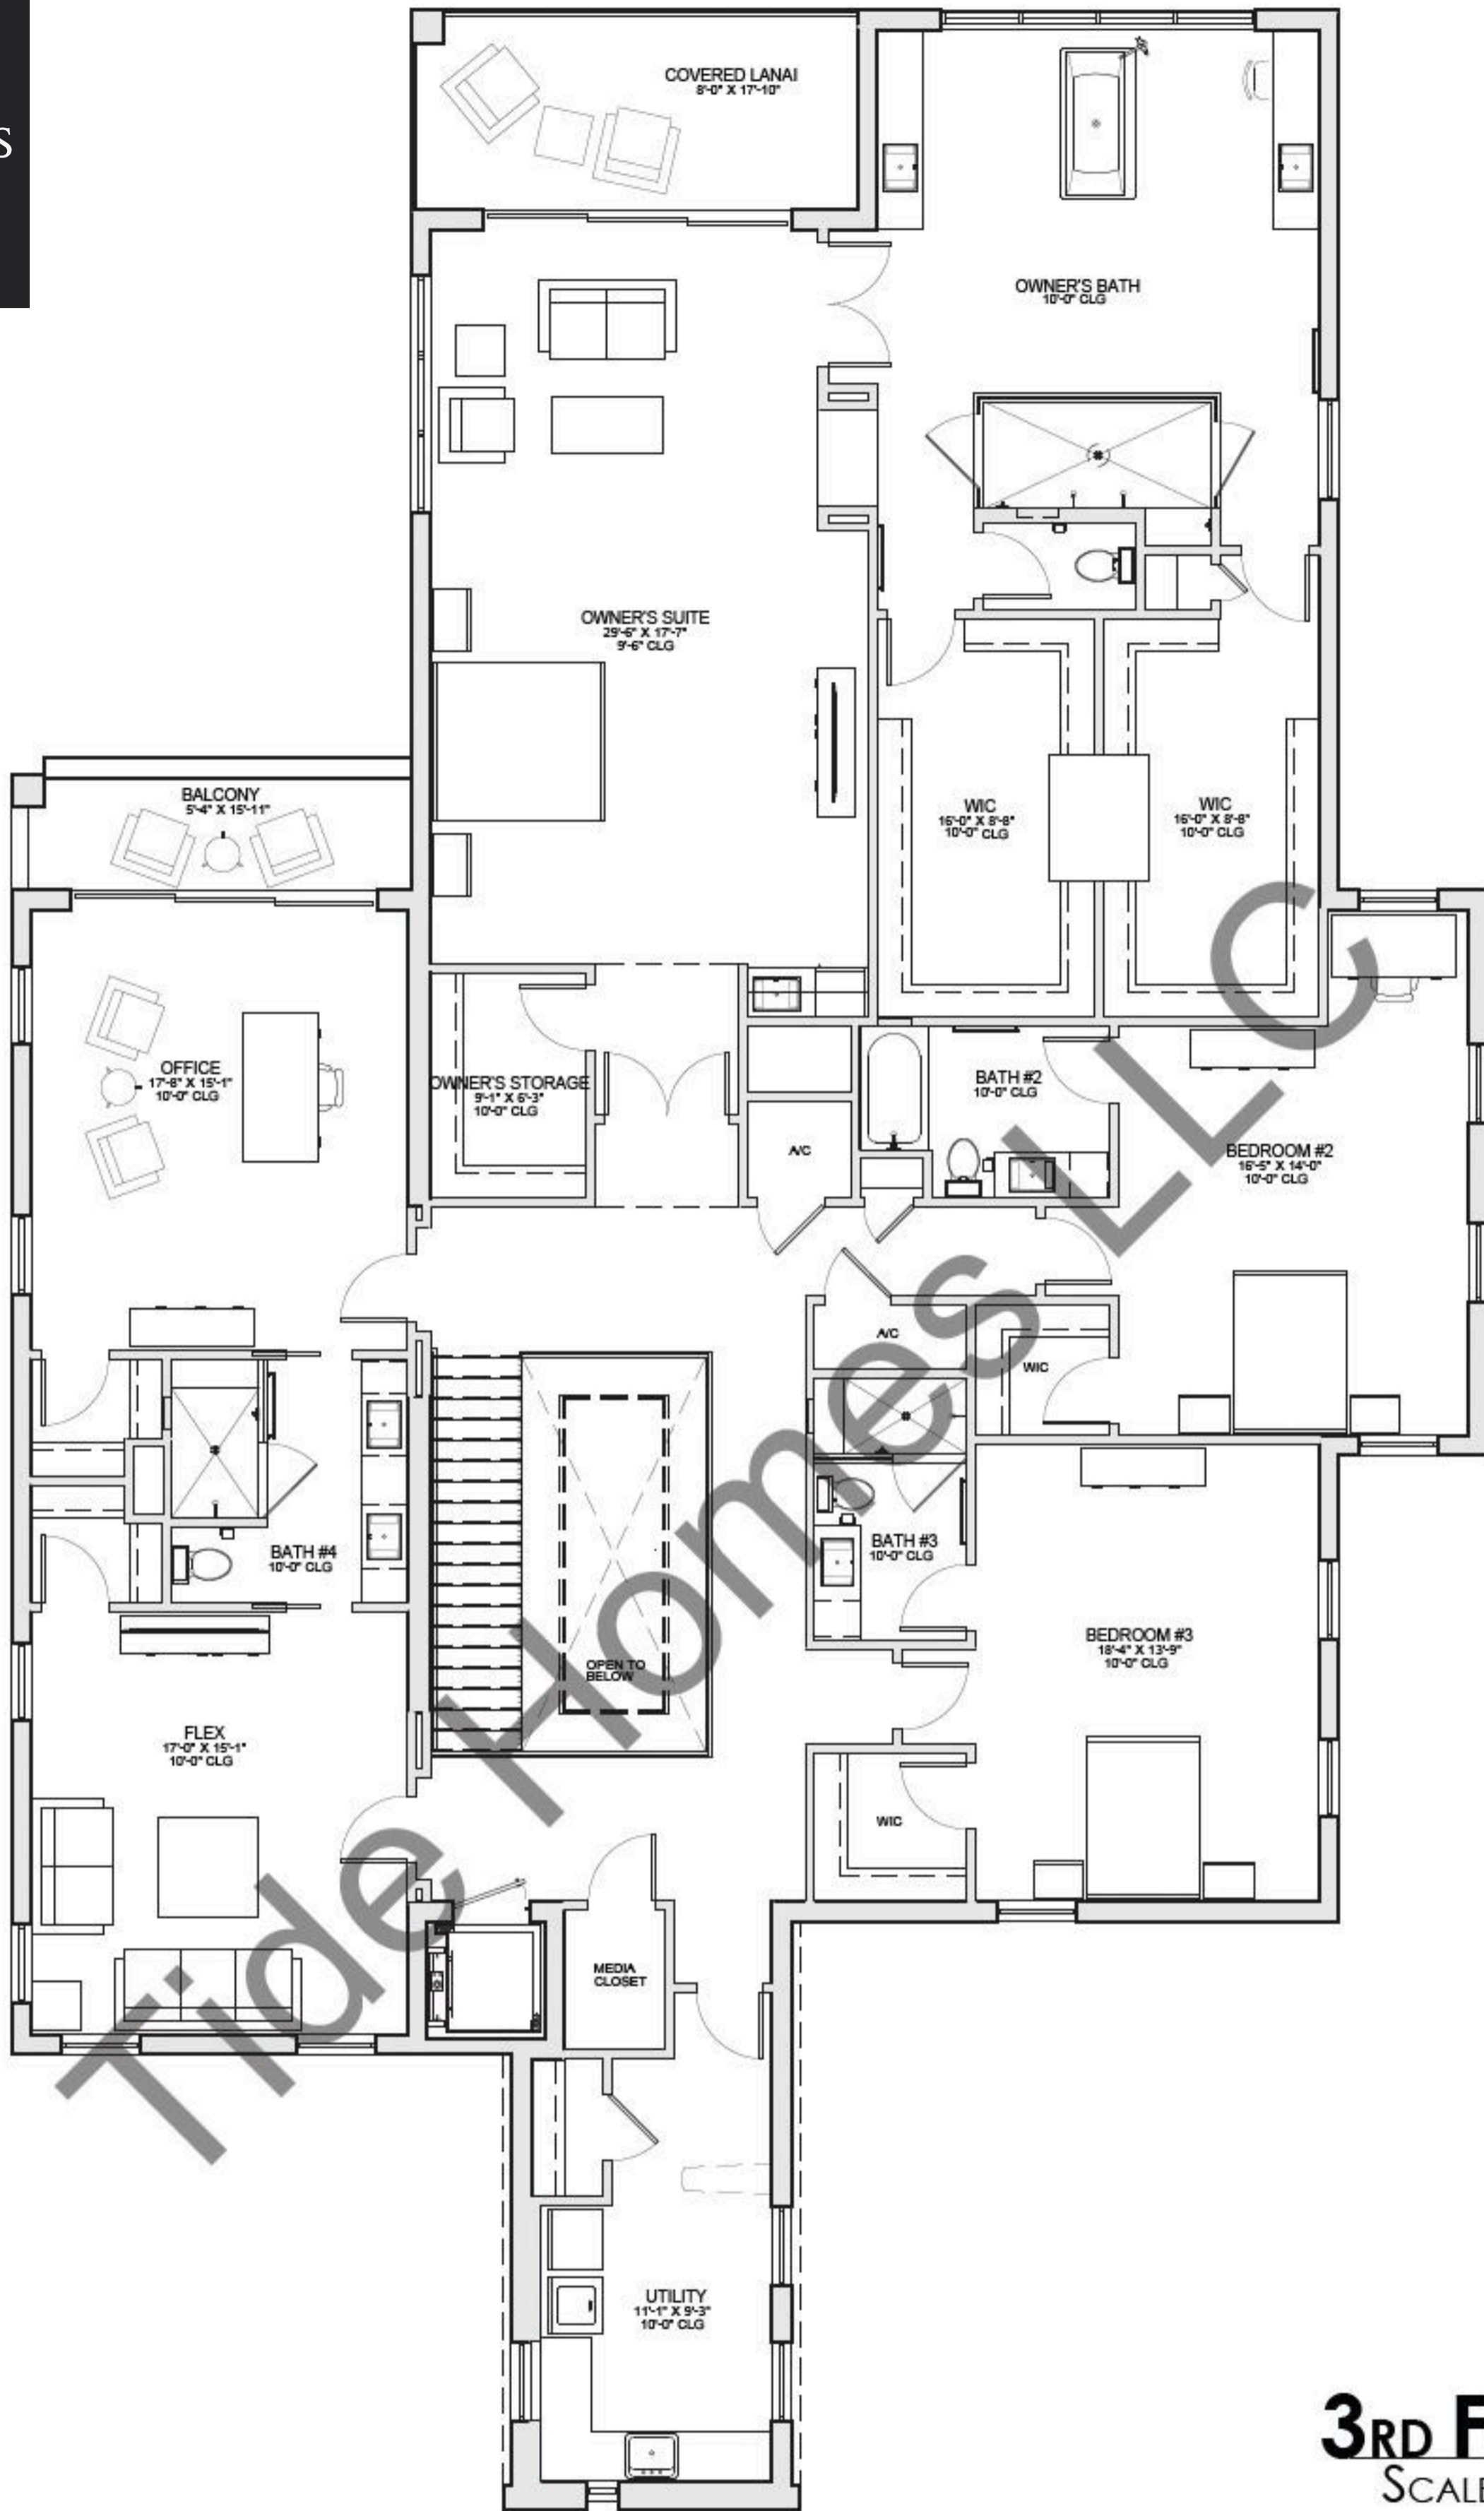 S
COVERED LANAI
8'-0" X 17'-10"
OWNER'S BATH
10'-0" CLG
OWNER'S SUITE
29'-6" X 17'-7"
9'-6" CLG
BALCONY
5'-4" X 15'-11"
WIC
16'-0" X 8'-8"
10'-0" CLG
WIC
16'-0" X 8'-8"
10'-0" CLG
OFFICE
17'-8" X 15'-1"
10'-0" CLG
OWNER'S STORAGE
9'-1" X 6'-3"
10'-0" CLG
BATH #2
10'-0" CLG
A/C
BEDROOM #2
16'-5" X 14'-0"
10'-0" CLG
A/C
WIC
BATH #4
10'-0" CLG
BATH #3
10'-0" CLG
OPEN TO
BELOW
BEDROOM #3
18'-4" X 13'-9"
10'-0" CLG
FLEX
17'-0" X 15'-1"
10'-0" CLG
WIC
MEDIA
CLOSET
UTILITY
11'-1" X 9'-3"
10'-0" CLG
Tide Homes LLC
3RD F
SCALE